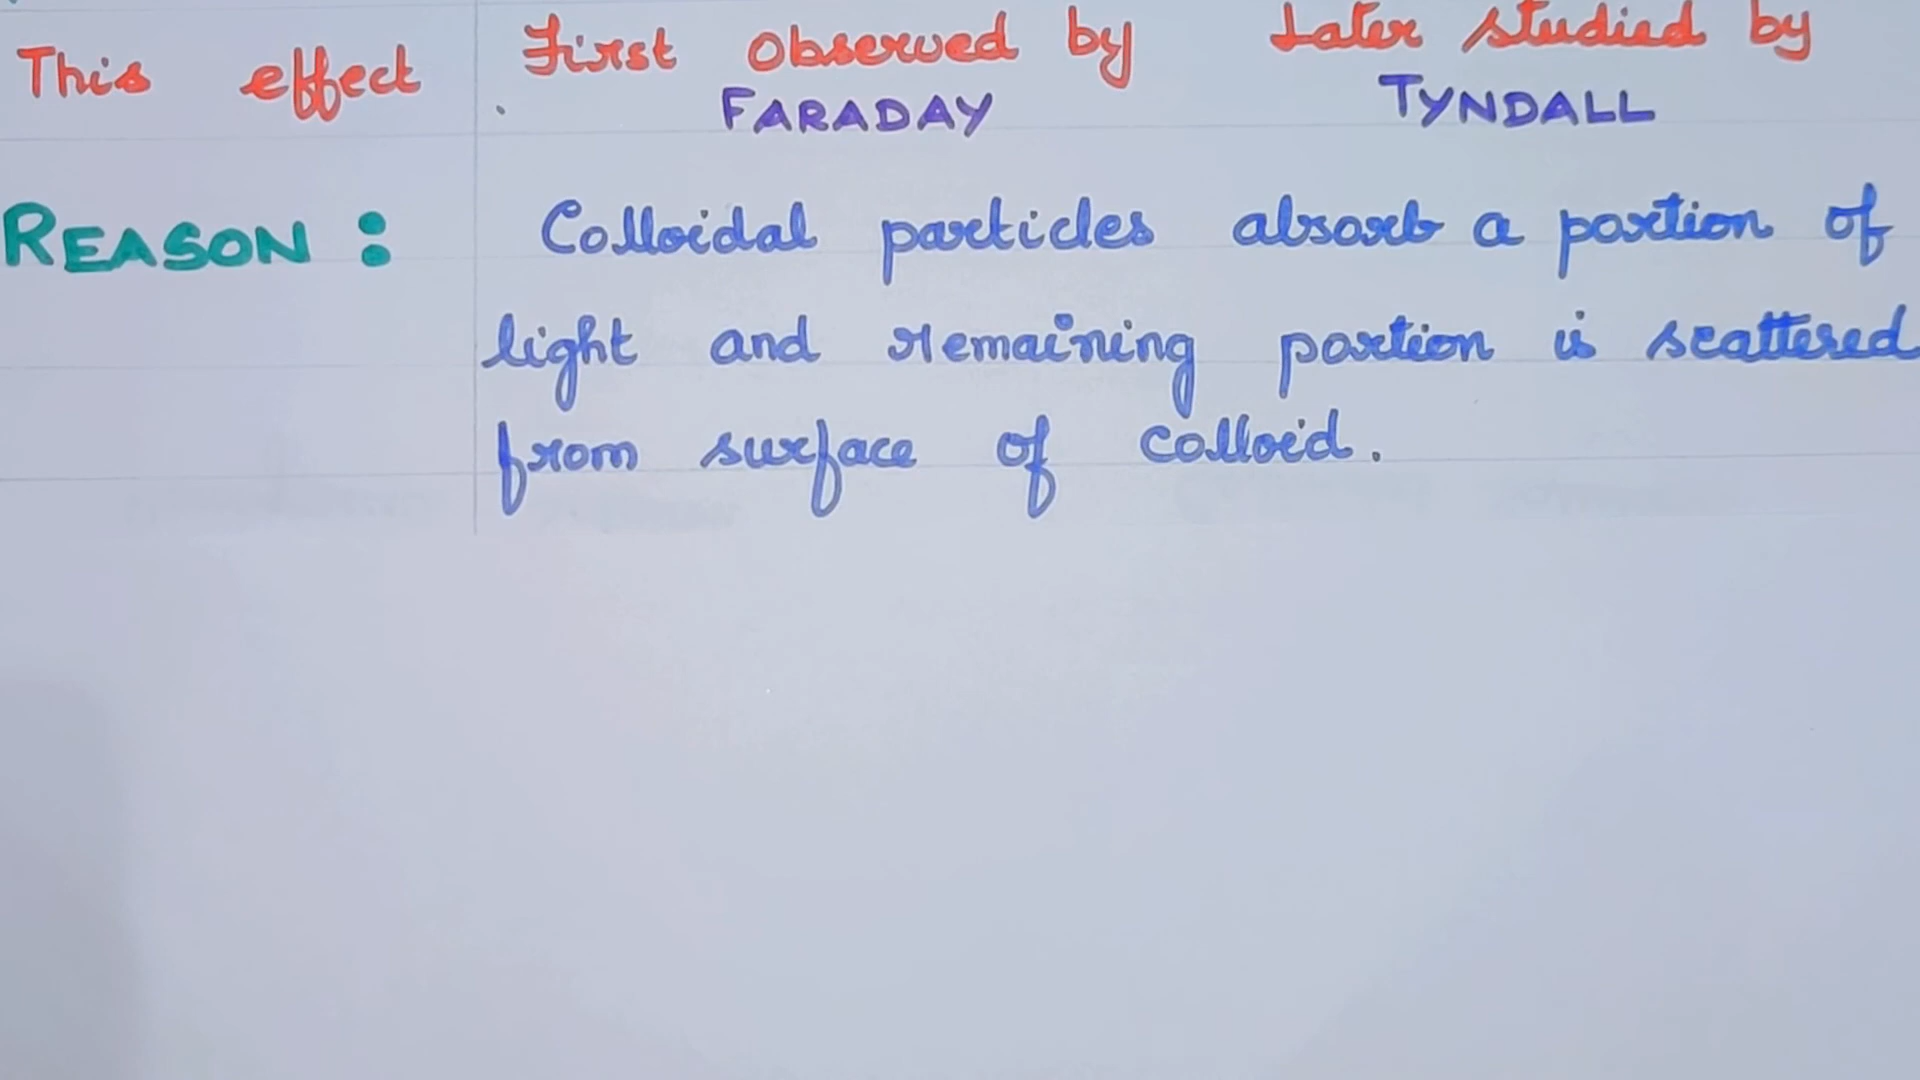 This effect First Observed by Later studied by
FARADAY TYNDALL
REASON : Colloidal particles absorb a portion of
light and remaining portion is scattered
from surface of colloid.